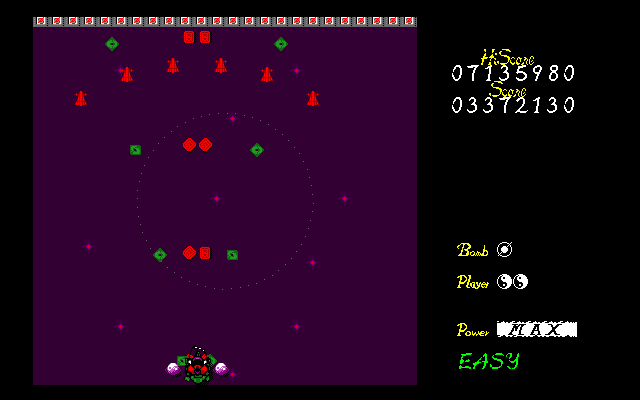 HiScore
07135980
Score
03372130
Bomb
Player
Power MAX
EASY